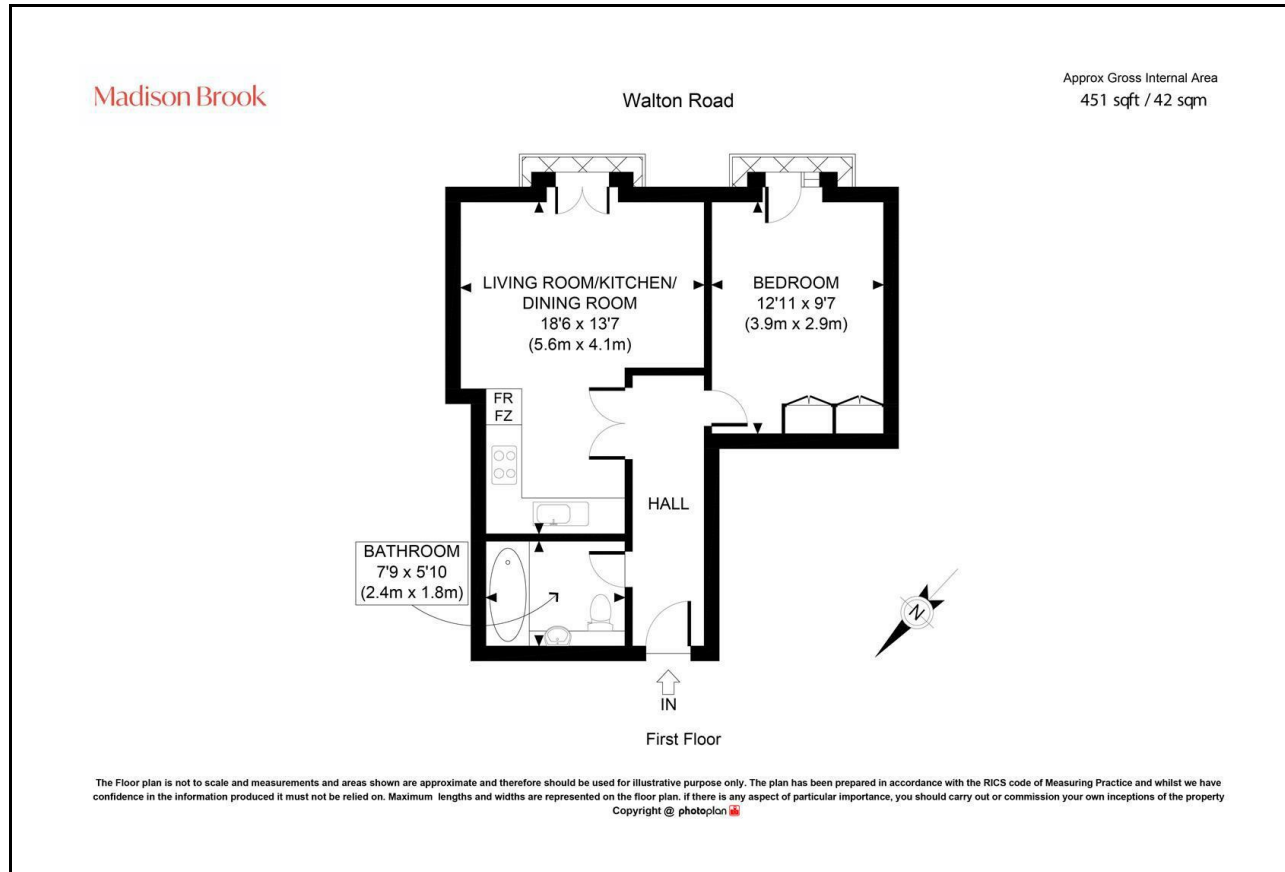 Madison Brook
Walton Road
Approx Gross Internal Area
451 sqft / 42 sqm
LIVING ROOM/KITCHEN/
DINING ROOM
18'6 x 13'7
(5.6m x 4.1m)
BEDROOM
12'11 x 9'7
(3.9m x 2.9m)
FR
FZ
HALL
BATHROOM
7'9 x 5'10
(2.4m x 1.8m)
N
IN
First Floor
The Floor plan is not to scale and measurements and areas shown are approximate and therefore should be used for illustrative purpose only. The plan has been prepared in accordance with the RICS code of Measuring Practice and whilst we have
confidence in the information produced it must not be relied on. Maximum lengths and widths are represented on the floor plan. if there is any aspect of particular importance, you should carry out or commission your own inceptions of the property
Copyright @ photoplan